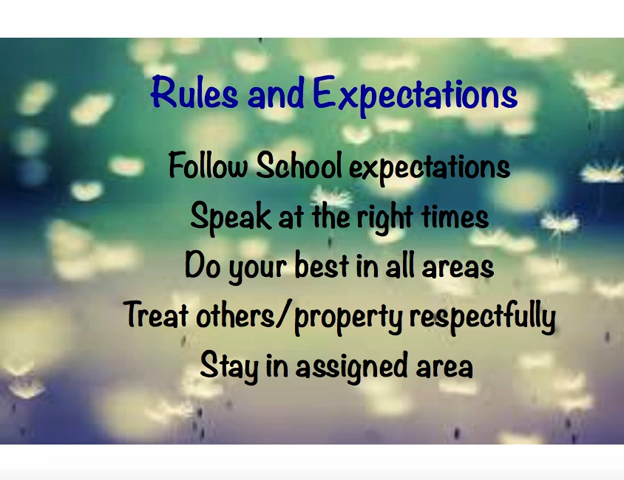 Rules and Expectations
Follow School expectations
Speak at the right times
Do your best in all areas
Treat others/property respectfully
Stay in assigned area